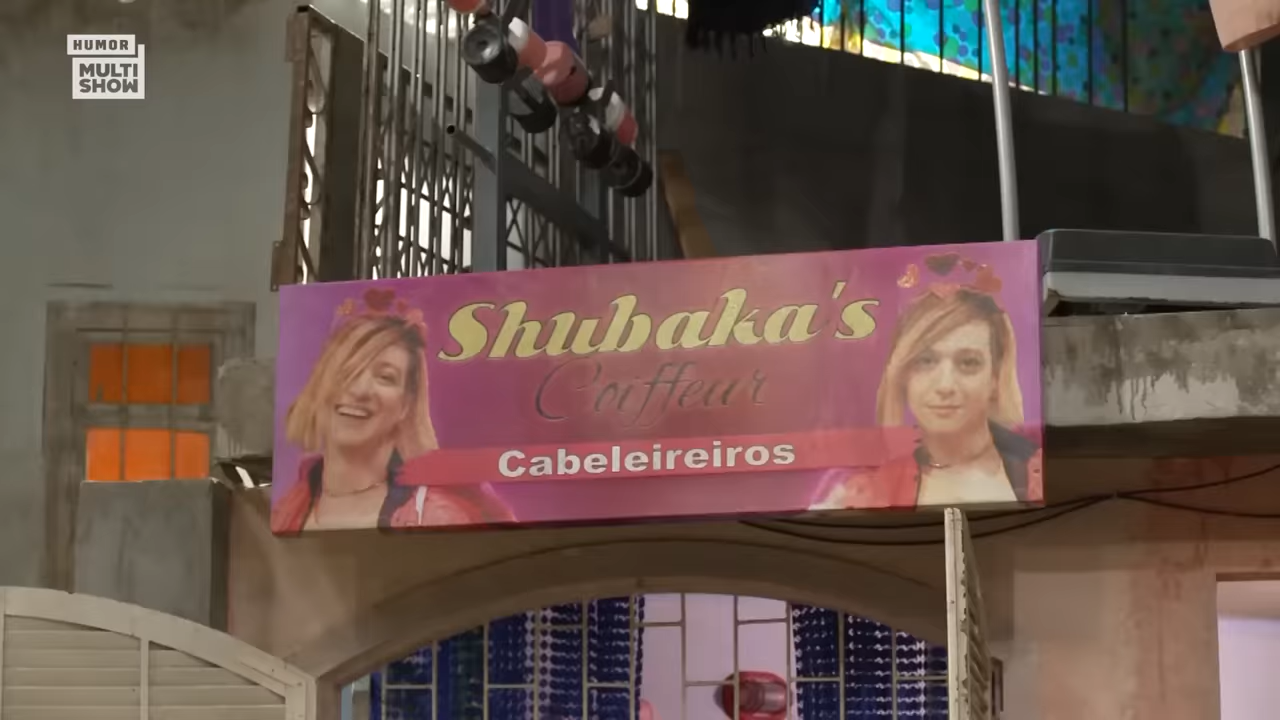 HUMOR
MULTI
SHOW
Shubaka's
Coiffeur
Cabeleireiros